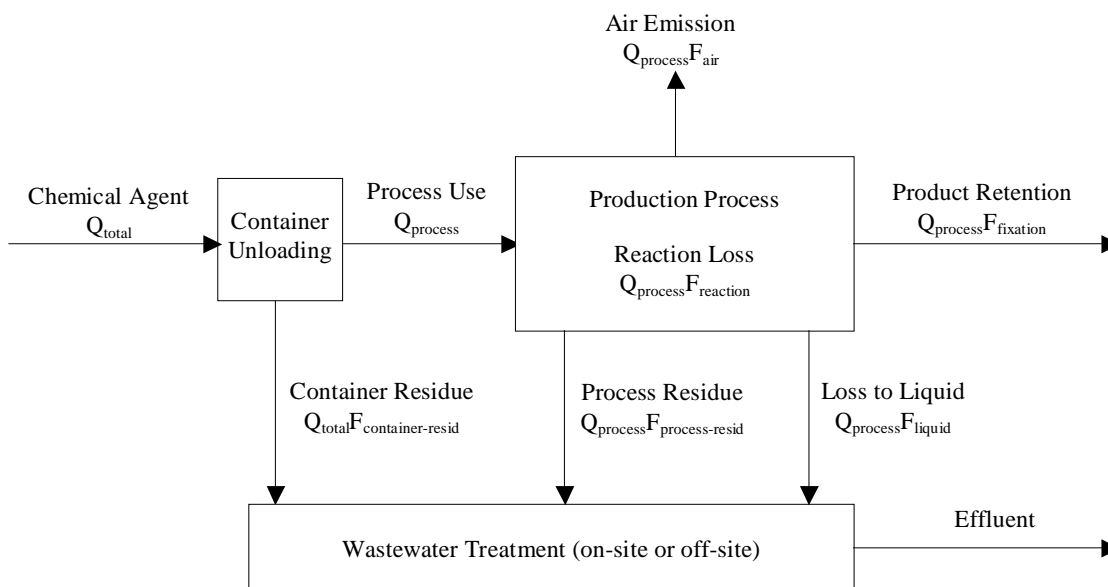 Air Emission
QprocessFair
Chemical Agent
Qtotal
Container
Unloading
Process Use
Qprocess
Production Process
Reaction Loss
QprocessFreaction
Product Retention
QprocessFfixation
Container Residue
QtotalFcontainer-resid
Process Residue
QprocessFprocess-resid
Loss to Liquid
QprocessFliquid
Wastewater Treatment (on-site or off-site)
Effluent